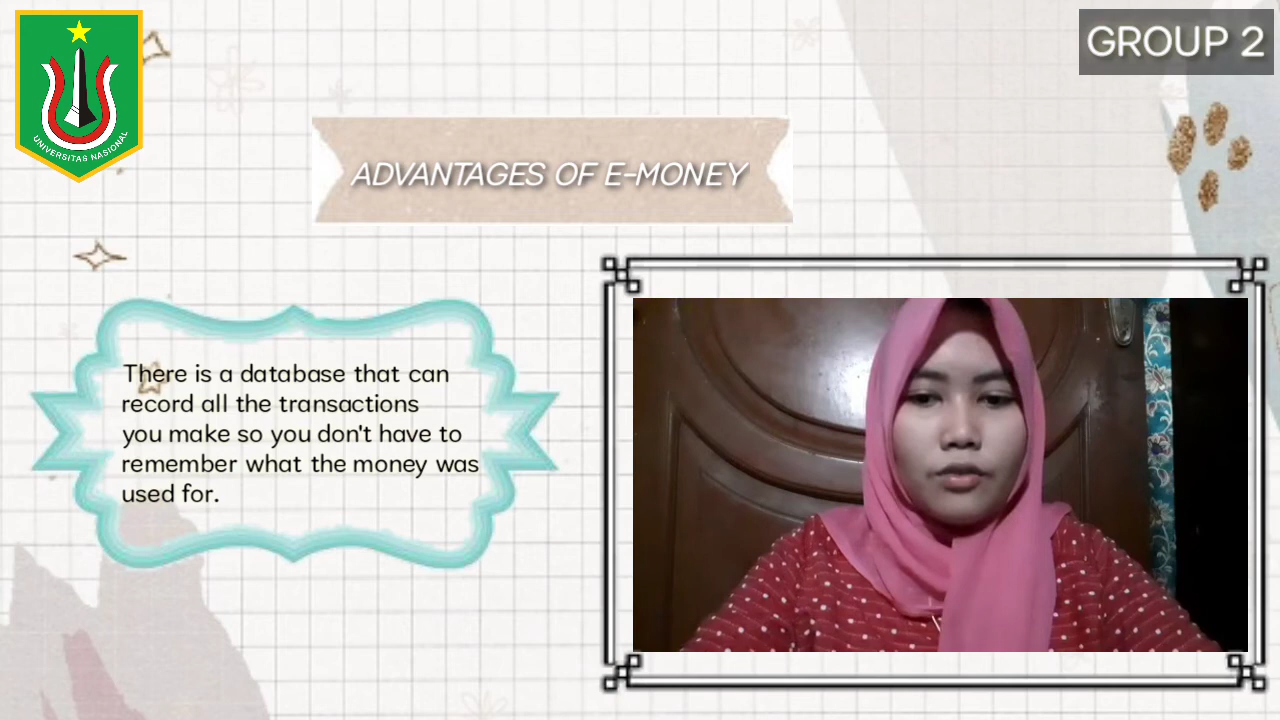 UNIVERSITAS NASIONAL
GROUP 2
ADVANTAGES OF E-MONEY
There is a database that can
record all the transactions
you make so you don't have to
remember what the money was
used for.